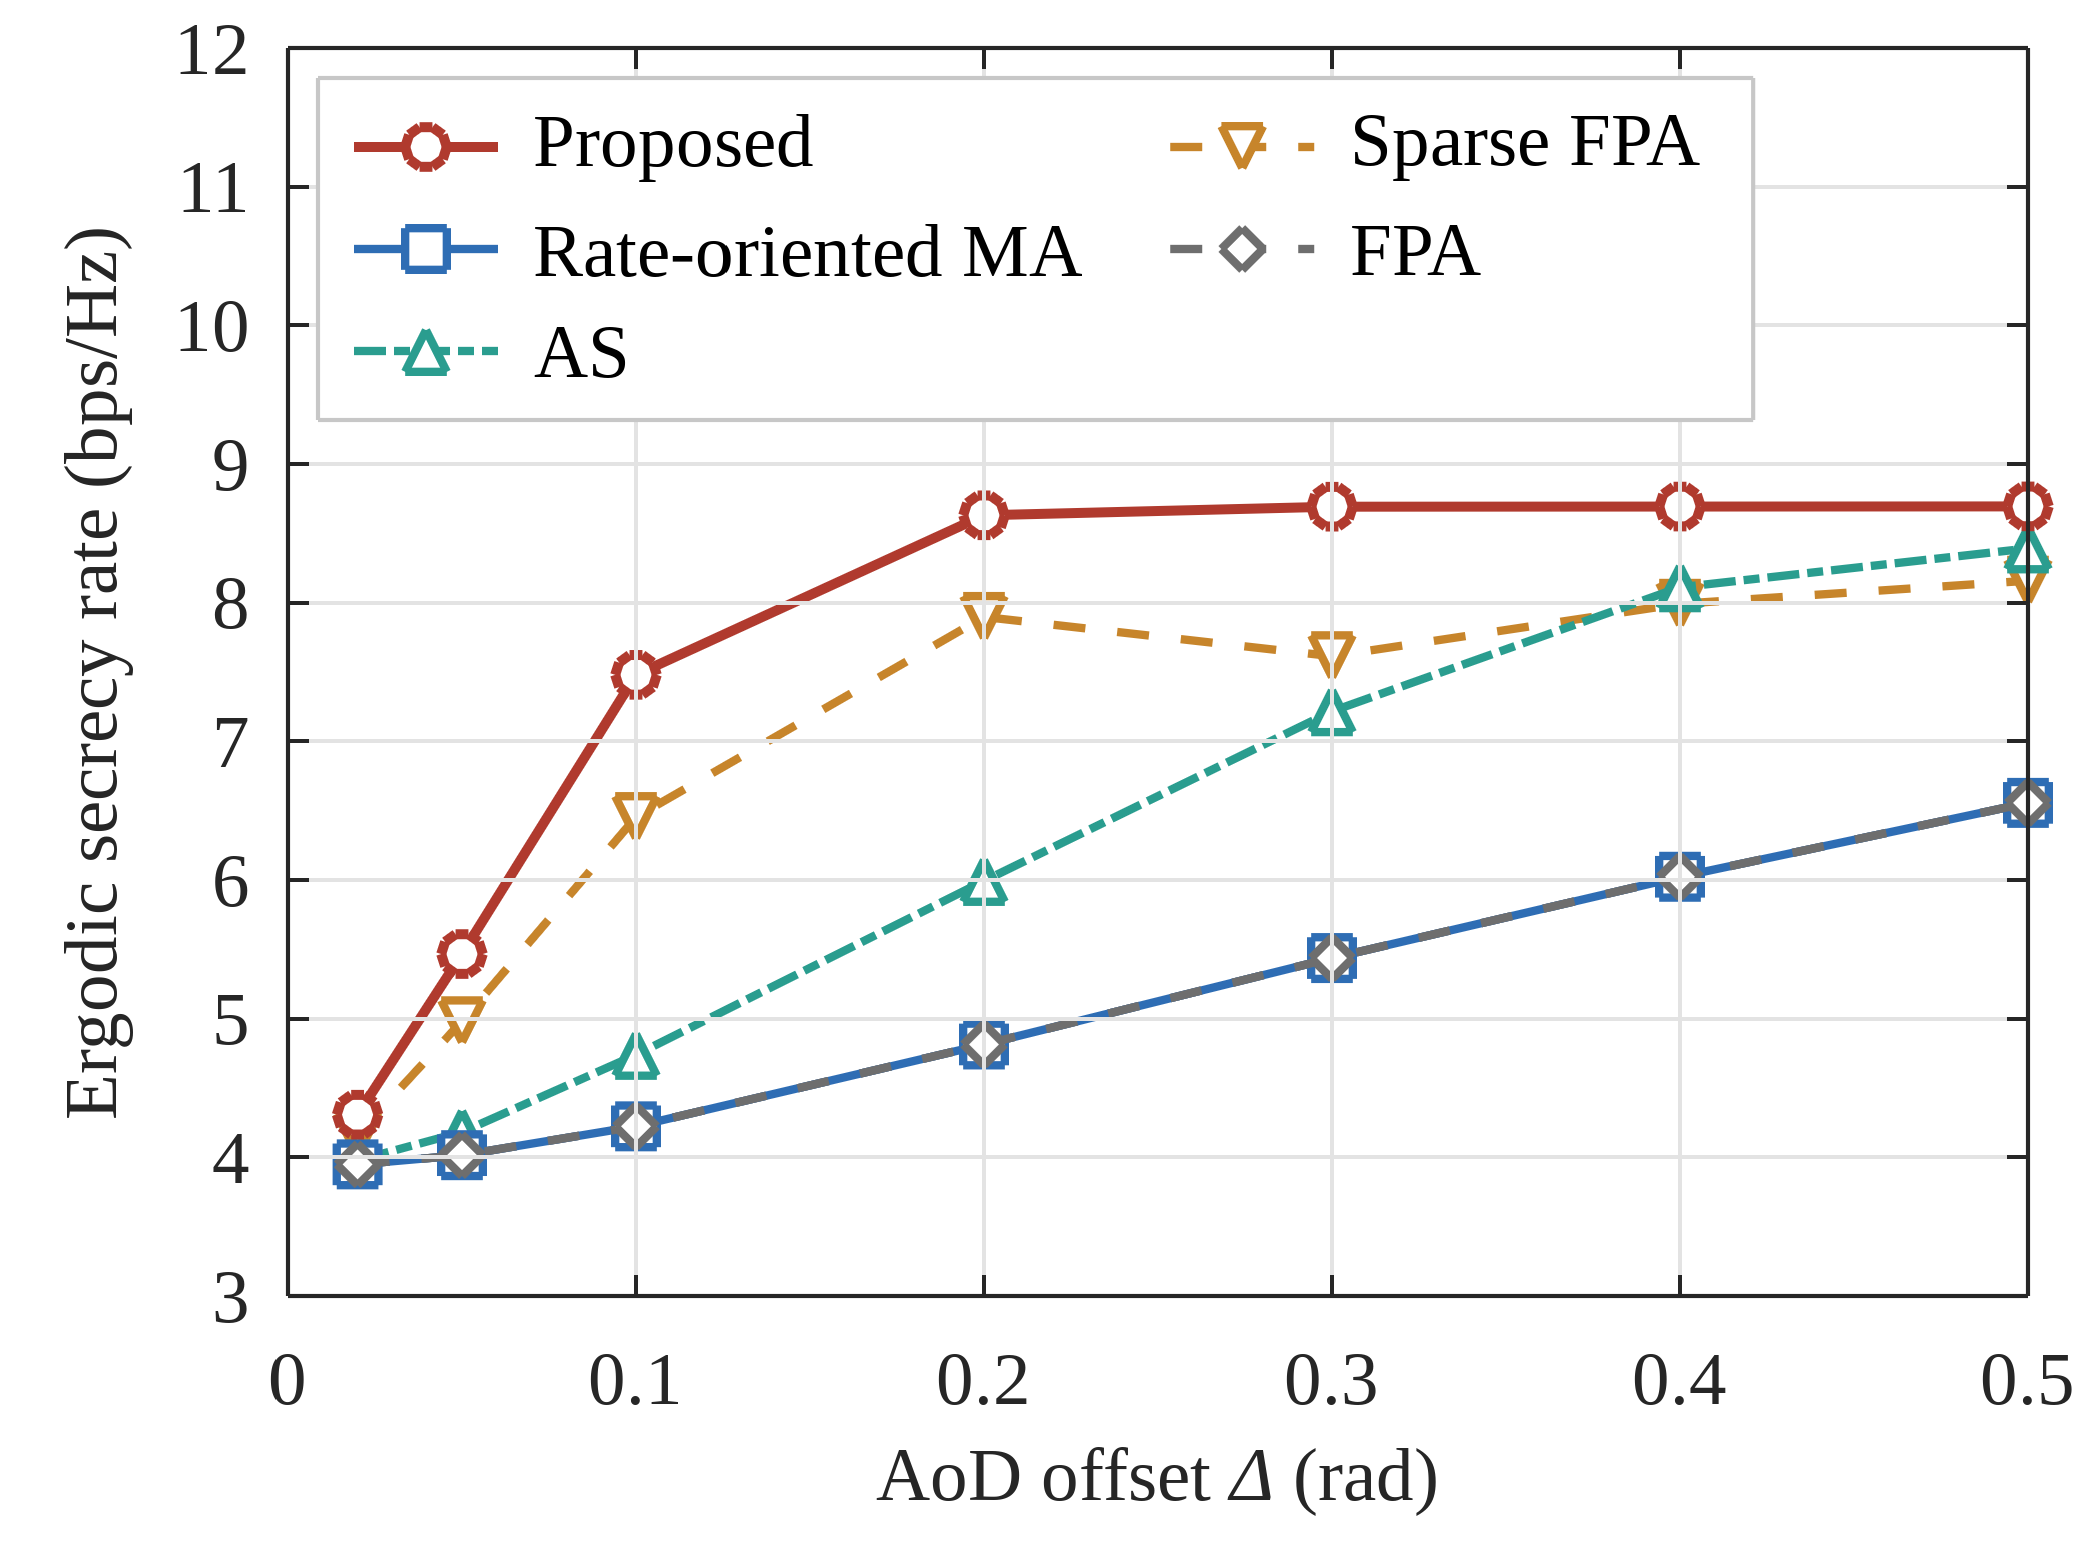 12
11
10
9
8
7
6
5
4
3
Ergodic secrecy rate (bps/Hz)
Proposed
Rate-oriented MA
AS
Sparse FPA
FPA
0 0.1 0.2 0.3 0.4 0.5
AoD offset Δ (rad)